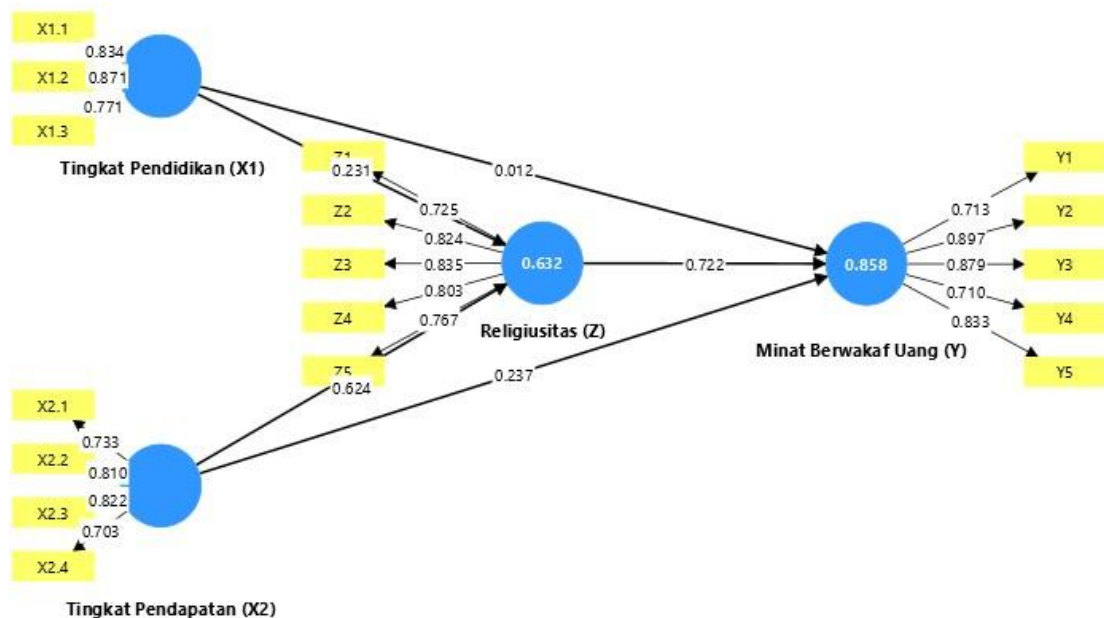 X1.1
0.834
X1.2
0.871
0.771
X1.3
Tingkat Pendidikan (X1)
Z1
0.231
0.012
Z2
0.725
0.824
Z3
0.835
0.632
0.722
0.803
Z4
0.767
Religiusitas (Z)
Z5
0.624
0.237
0.858
Minat Berwakaf Uang (Y)
Y1
0.713
Y2
0.897
Y3
0.879
0.710
Y4
0.833
Y5
X2.1
0.733
X2.2
0.810
0.822
X2.3
0.703
X2.4
Tingkat Pendapatan (X2)